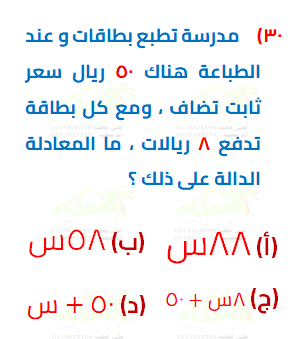 ٣٠) مدرسة تطبع بطاقات و عند
الطباعة هناك ٥٠ ريال سعر
ثابت تضاف ، ومع كل بطاقة
تدفع ٨ ريالات ، ما المعادلة
الدالة على ذلك ؟
(أ) ٨٨س (ب) ٥٨س
(ج) ٨س + ٥٠ (د) ٥٠ + س